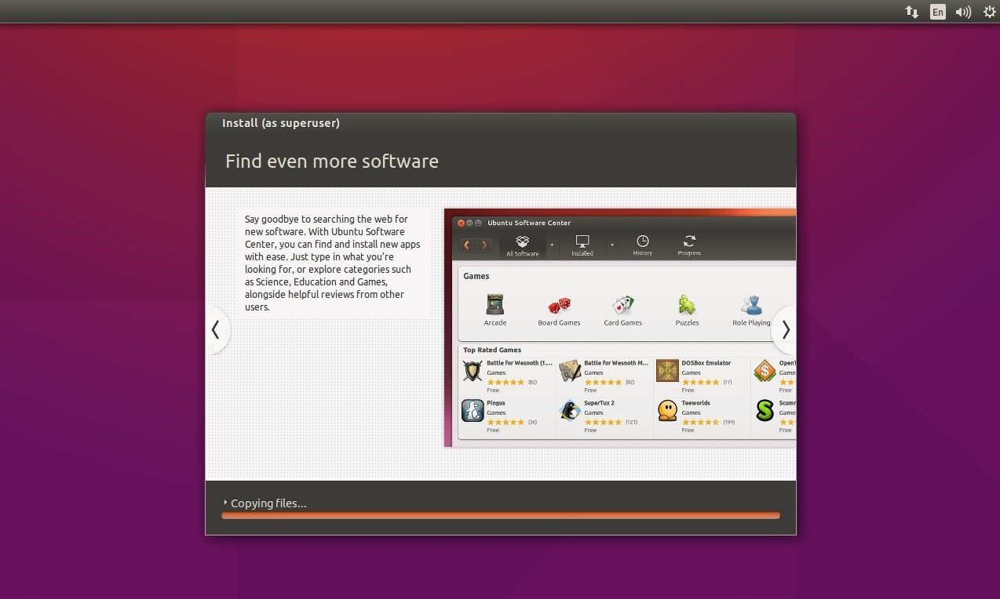 En
Install (as superuser)
Find even more software
Say goodbye to searching the web for
new software. With Ubuntu Software
Center, you can find and install new apps
with ease. Just type in what you're
looking for, or explore categories such
as Science, Education and Games,
alongside helpful reviews from other
users.
Ubuntu Software Center
All Software Installed History Progress
Games
Arcade Board Games Card Games Puzzles Role Playing
Top Rated Games
Battle for Wesnoth (1.... Battle for Wesnoth M... DOSBox Emulator OpenT
Games Games Games Game
(82) (82) (77)
Free Free Free Free
Pingus SuperTux 2 Teeworlds Scumm
Games Games Games Game
(36) (121) (194)
Free Free Free Free
Copying files...